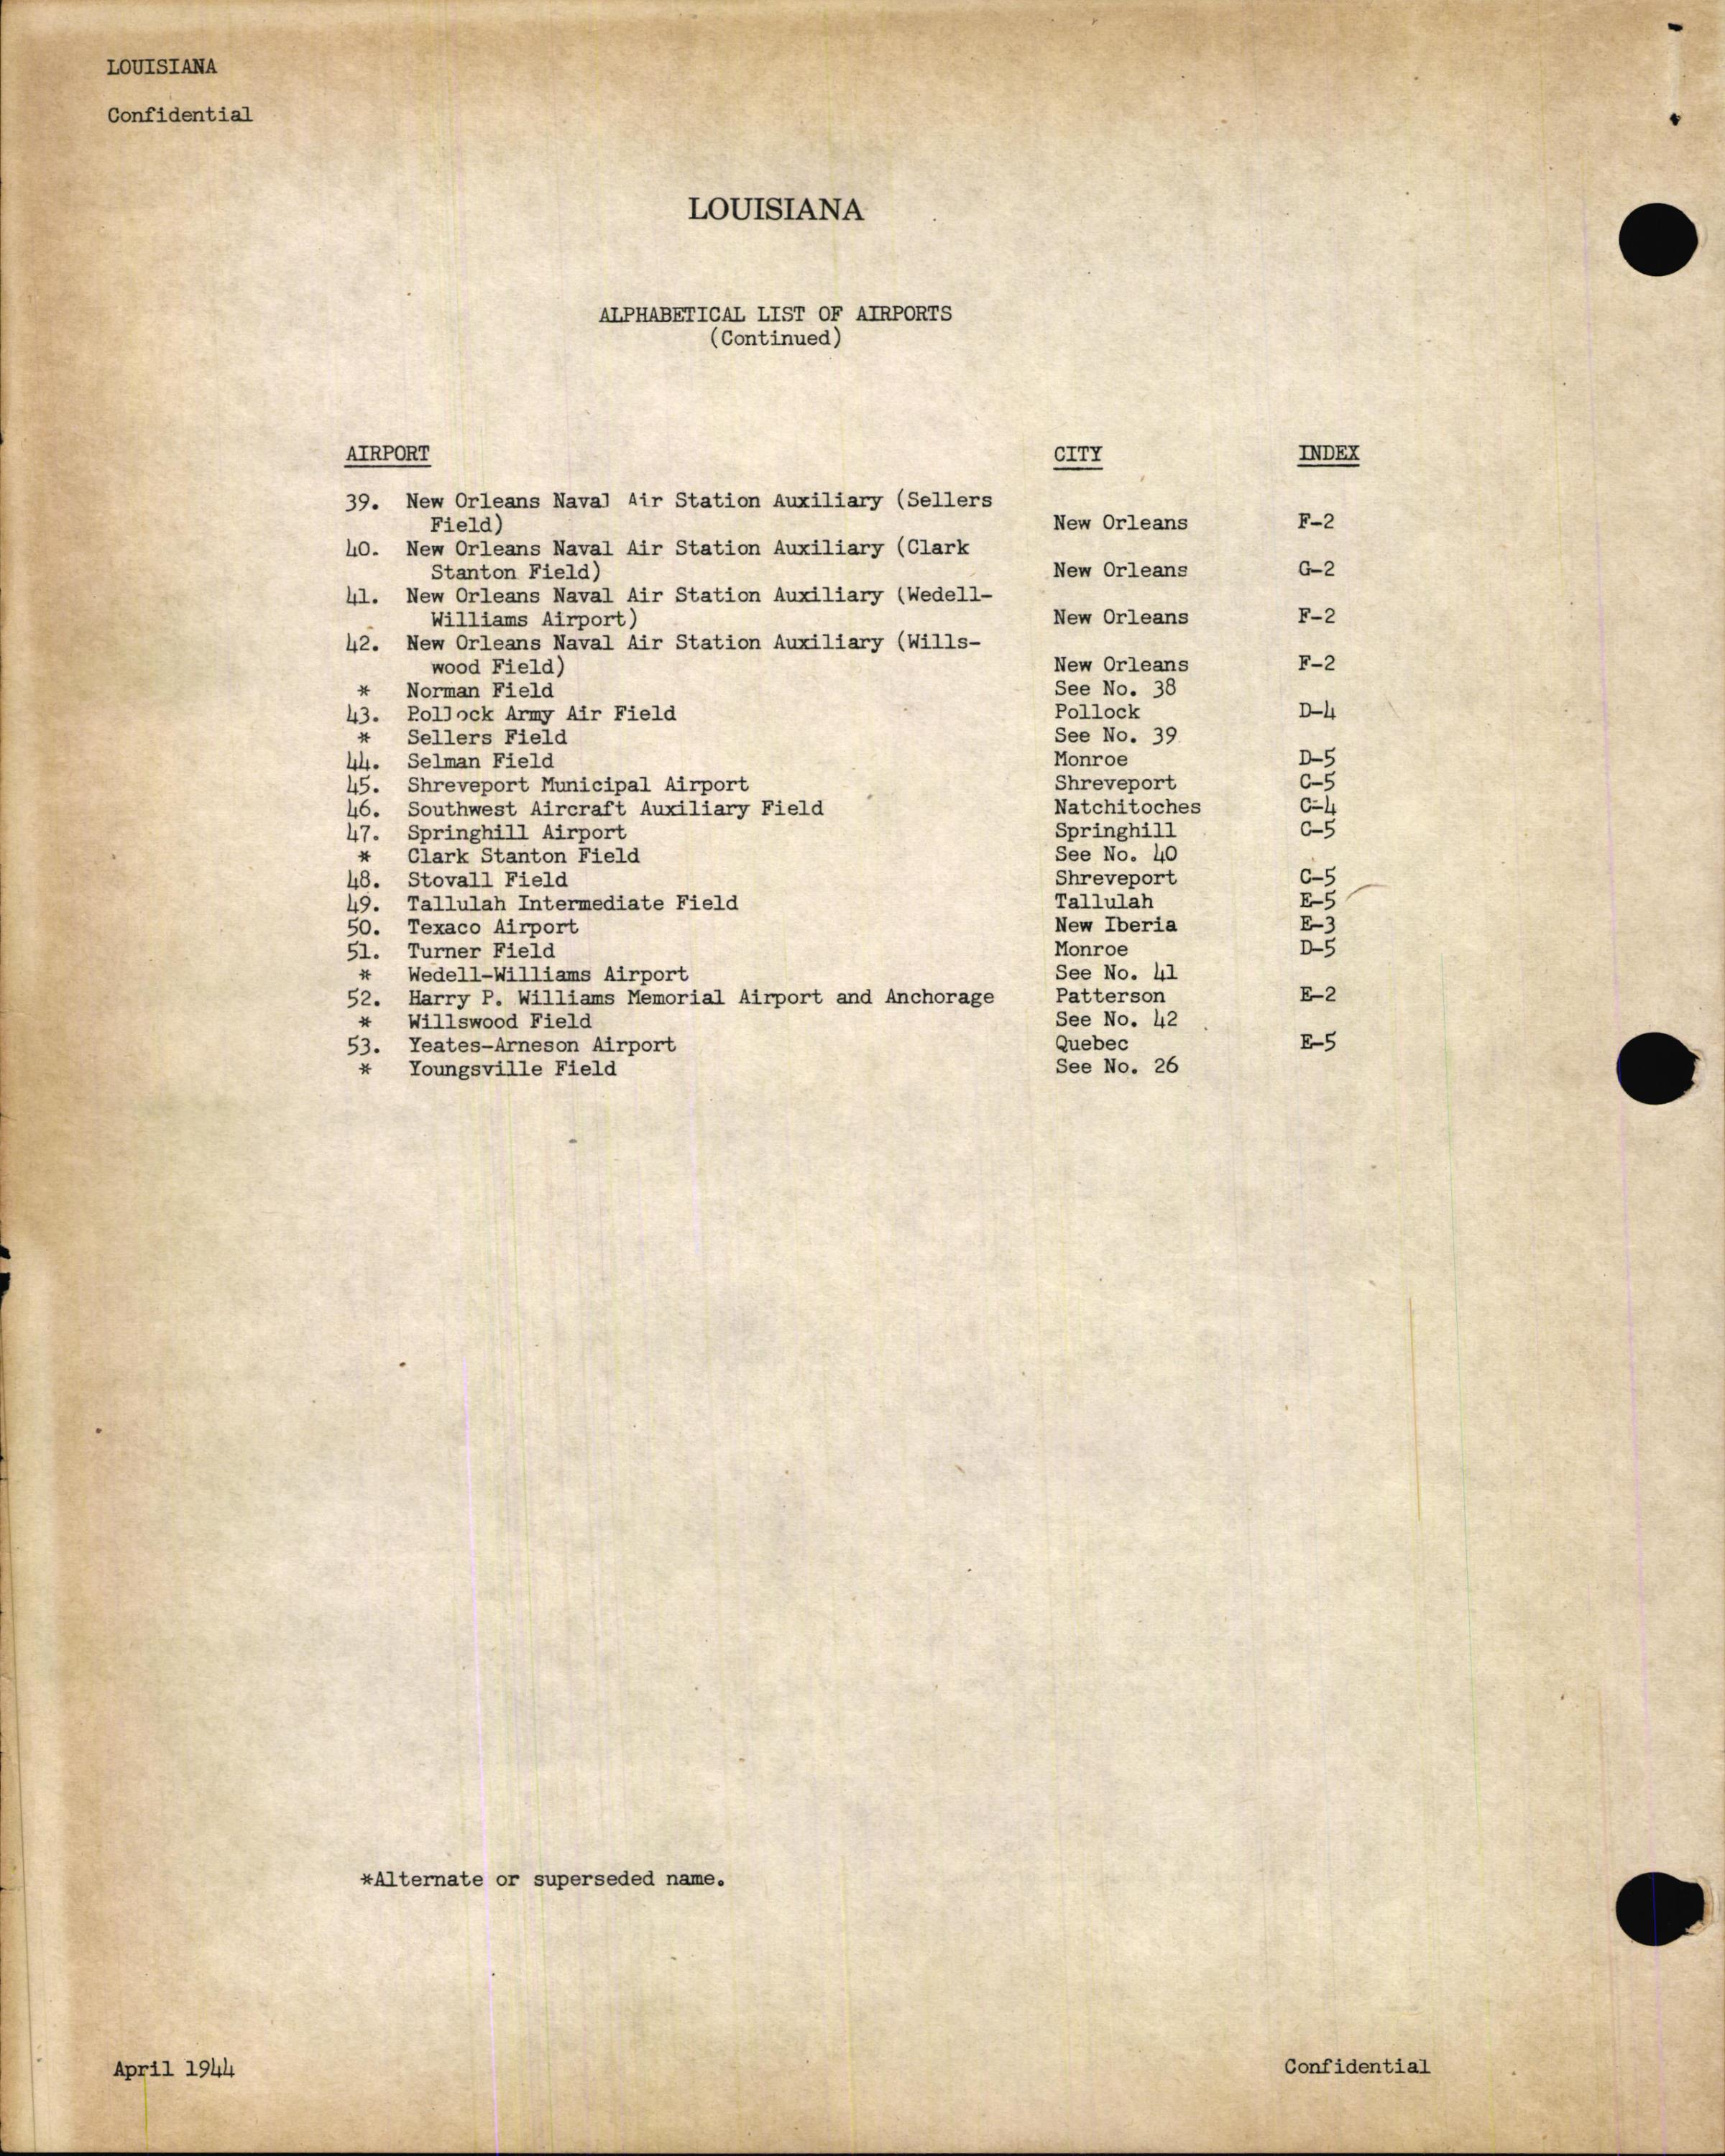 LOUISIANA
Confidential
LOUISIANA
ALPHABETICAL LIST OF AIRPORTS
(Continued)
AIRPORT CITY INDEX
39. New Orleans Naval Air Station Auxiliary (Sellers
Field) New Orleans F-2
40. New Orleans Naval Air Station Auxiliary (Clark
Stanton Field) New Orleans G-2
41. New Orleans Naval Air Station Auxiliary (Wedell-
Williams Airport) New Orleans F-2
42. New Orleans Naval Air Station Auxiliary (Wills-
wood Field) New Orleans F-2
* Norman Field See No. 38
43. Pollock Army Air Field Pollock D-4
* Sellers Field See No. 39
44. Selman Field Monroe D-5
45. Shreveport Municipal Airport Shreveport C-5
46. Southwest Aircraft Auxiliary Field Natchitoches C-4
47. Springhill Airport Springhill C-5
* Clark Stanton Field See No. 40
48. Stovall Field Shreveport C-5
49. Tallulah Intermediate Field Tallulah E-5
50. Texaco Airport New Iberia E-3
51. Turner Field Monroe D-5
* Wedell-Williams Airport See No. 41
52. Harry P. Williams Memorial Airport and Anchorage Patterson E-2
* Willswood Field See No. 42
53. Yeates-Arneson Airport Quebec E-5
* Youngsville Field See No. 26
*Alternate or superseded name.
April 1944 Confidential